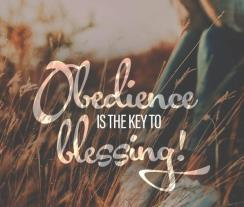 Obedience
IS THE KEY TO
blessing!